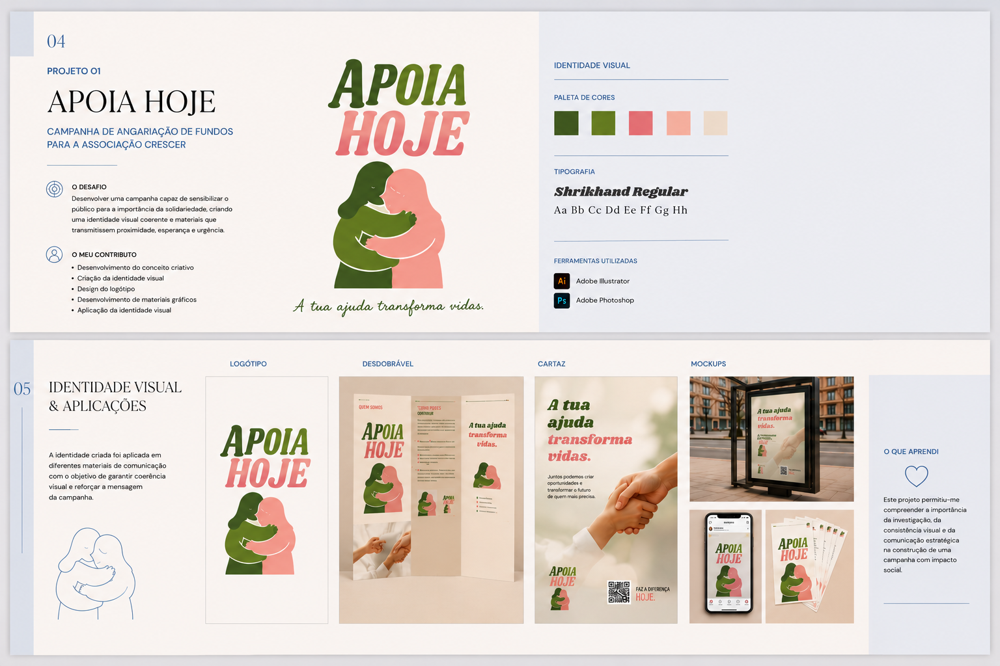 04
PROJETO 01
APOIA HOJE
CAMPANHA DE ANGARIAÇÃO DE FUNDOS
PARA A ASSOCIAÇÃO CRESCER
O DESAFIO
Desenvolver uma campanha capaz de sensibilizar o
público para a importância da solidariedade, criando
uma identidade visual coerente e materiais que
transmitissem proximidade, esperança e urgência.
O MEU CONTRIBUTO
• Desenvolvimento do conceito criativo
• Criação da identidade visual
• Design do logótipo
• Desenvolvimento de materiais gráficos
• Aplicação da identidade visual
APOIA
HOJE
A tua ajuda transforma vidas.
IDENTIDADE VISUAL
PALETA DE CORES
TIPOGRAFIA
Shrikhand Regular
Aa Bb Cc Dd Ee Ff Gg Hh
FERRAMENTAS UTILIZADAS
Ai Adobe Illustrator
Ps Adobe Photoshop
05
IDENTIDADE VISUAL
& APLICAÇÕES
A identidade criada foi aplicada em
diferentes materiais de comunicação
com o objetivo de garantir coerência
visual e reforçar a mensagem
da campanha.
LOGÓTIPO
APOIA
HOJE
DESDOBRÁVEL
QUEM SOMOS
APOIA
HOJE
A tua ajuda
transforma
vidas.
APOIA
HOJE
CARTAZ
A tua
ajuda
transforma
vidas.
Juntos podemos criar
oportunidades e
transformar o futuro
de quem mais precisa.
APOIA
HOJE
FAZ A DIFERENÇA
HOJE.
MOCKUPS
A tua ajuda
transforma
vidas.
APOIA
HOJE
APOIA
HOJE
O QUE APRENDI
Este projeto permitiu-me
compreender a importância
da investigação, da
consistência visual e da
comunicação estratégica
na construção de uma
campanha com impacto
social.